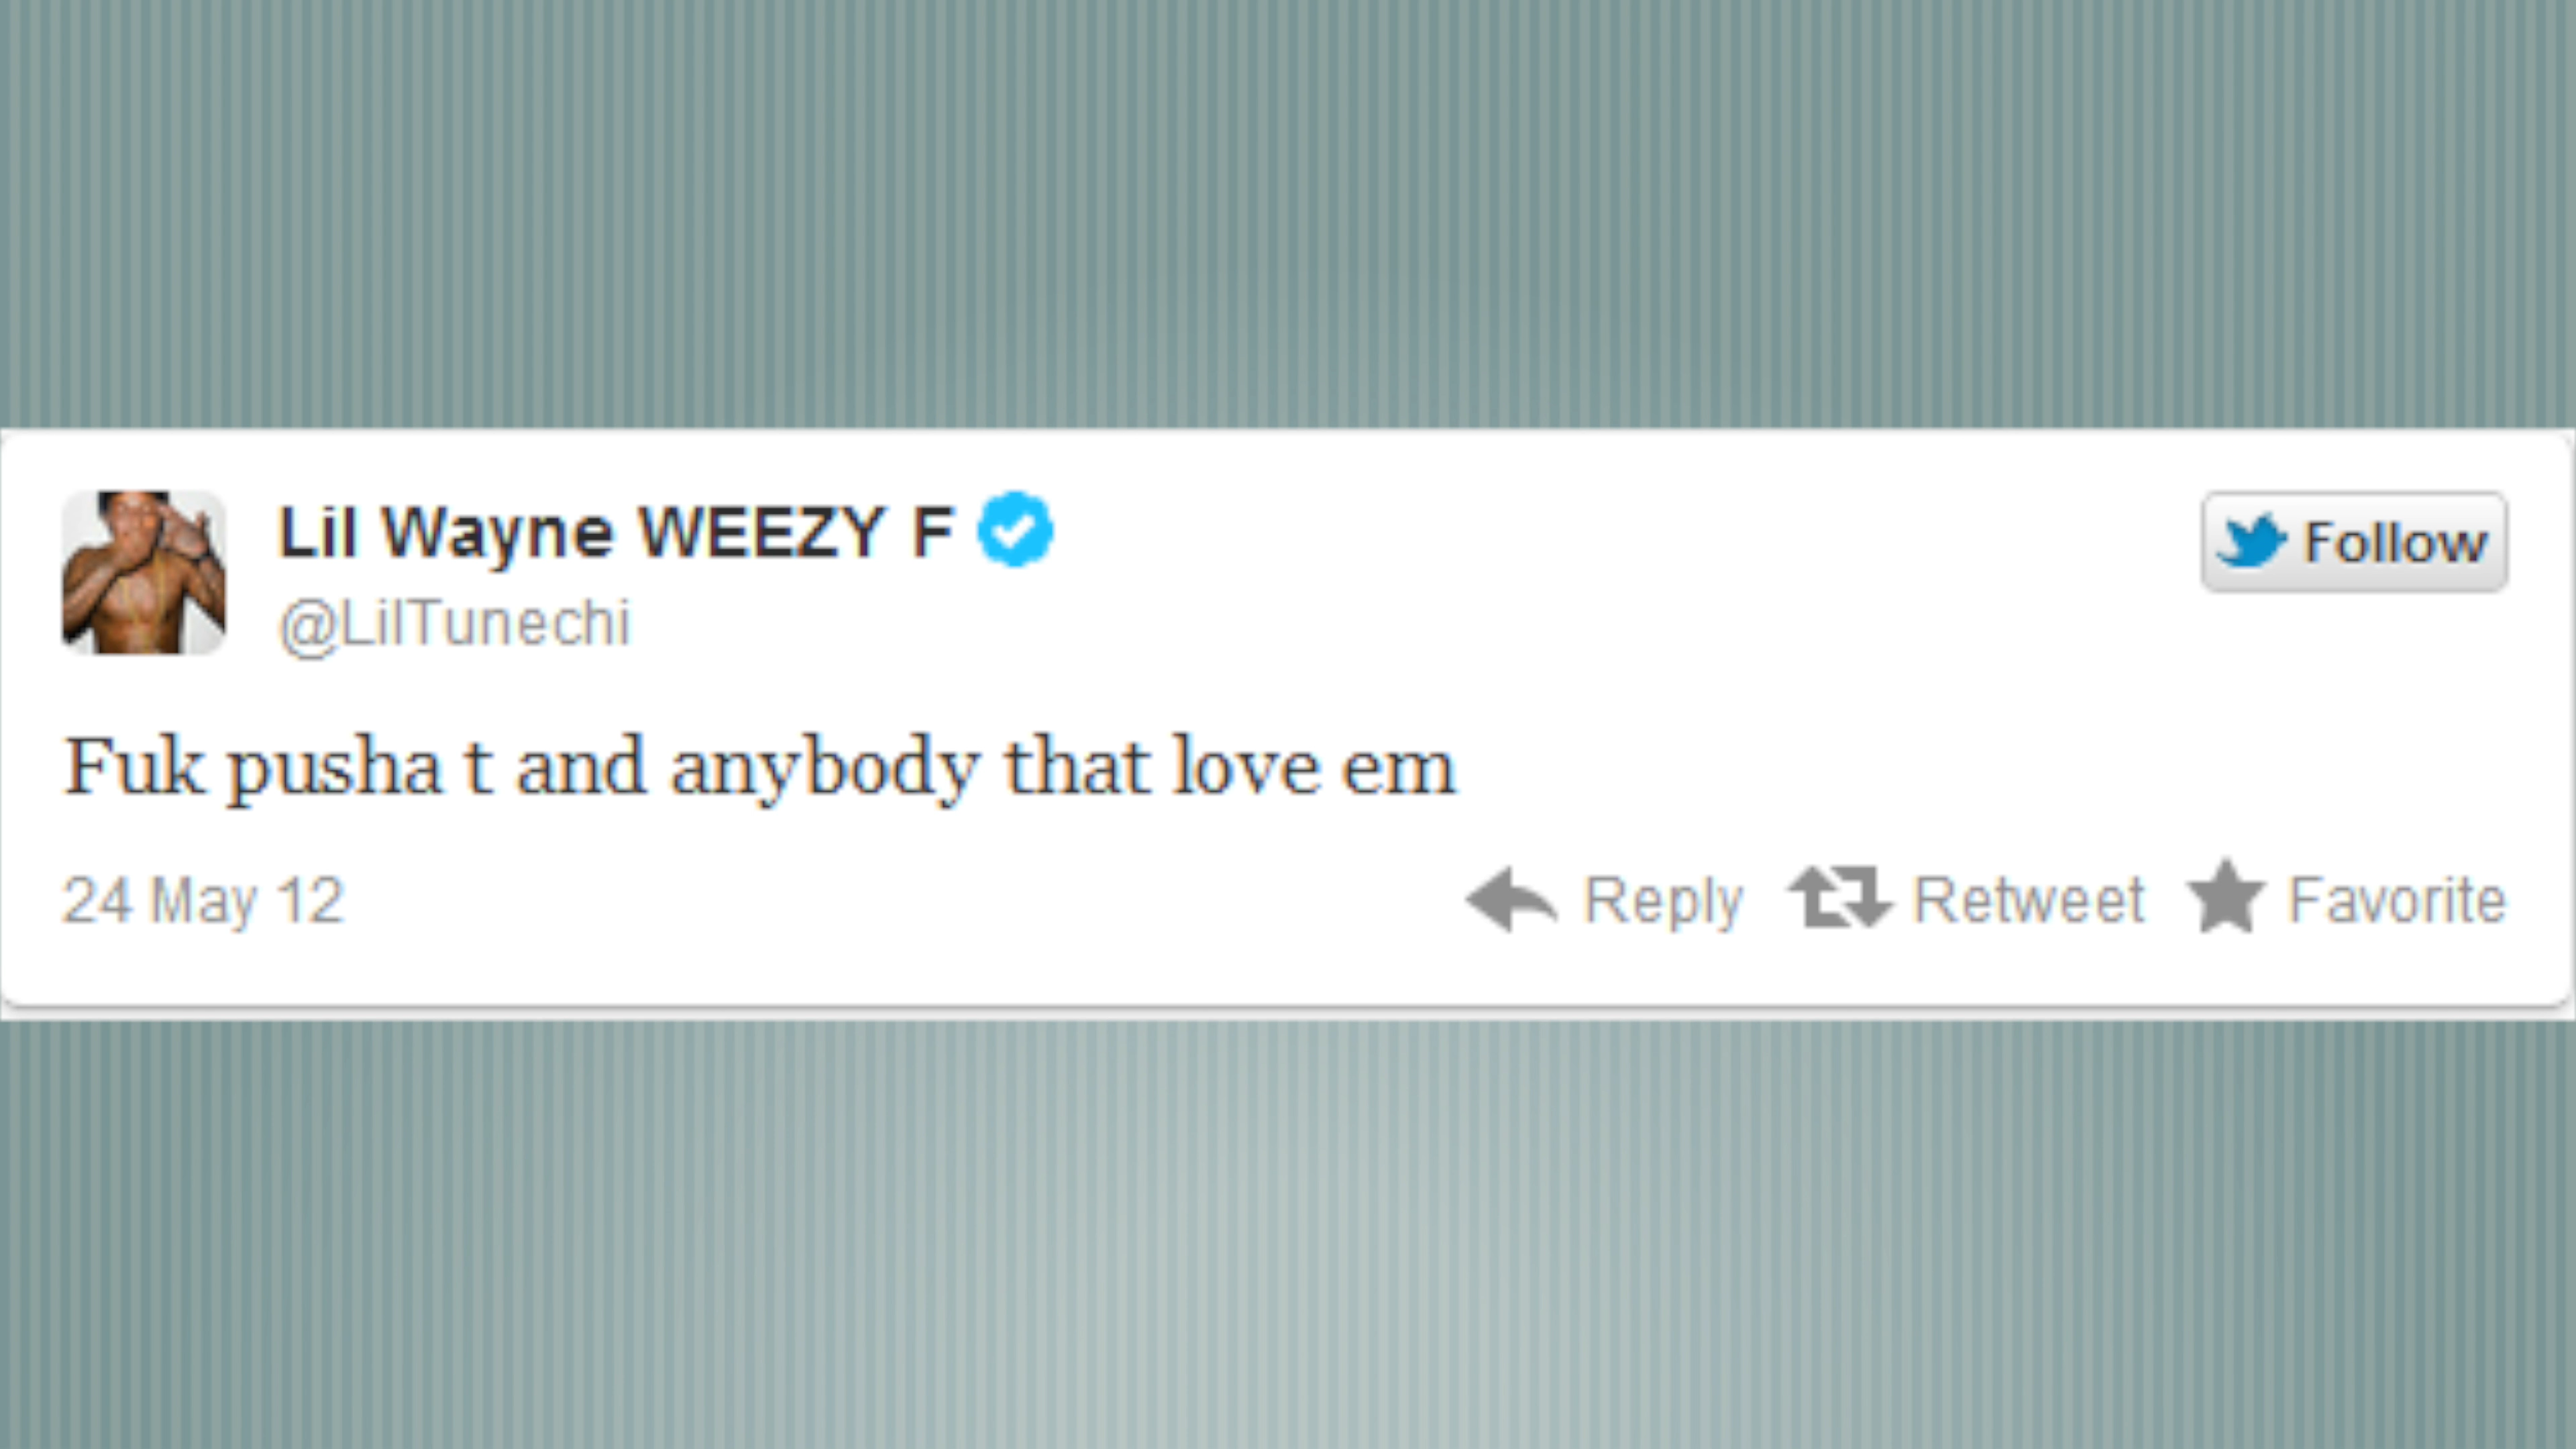 Lil Wayne WEEZY F
Follow
@LilTunechi
Fuk pusha t and anybody that love em
24 May 12 Reply Retweet Favorite